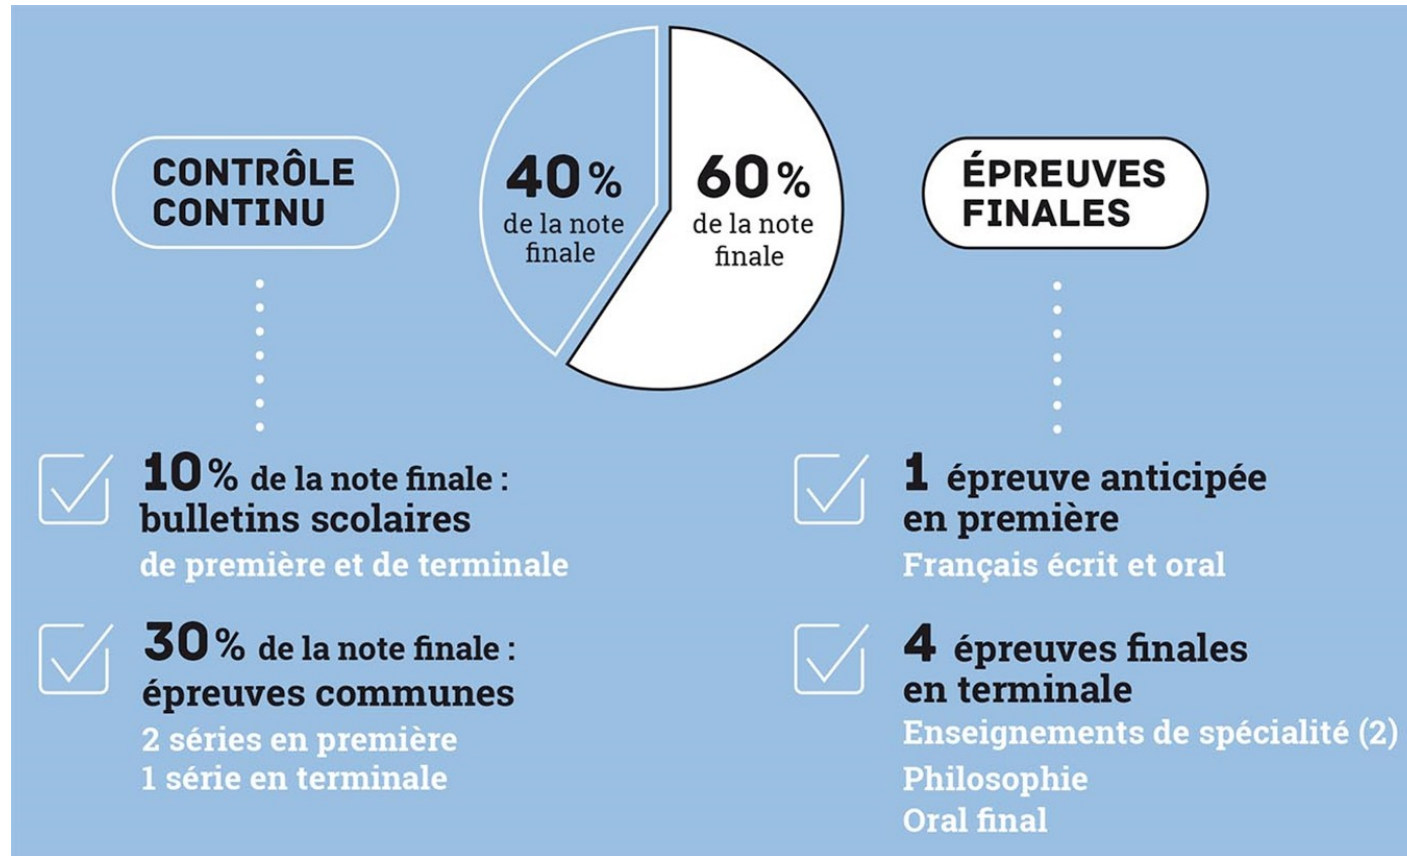 CONTRÔLE
CONTINU
40%
de la note
finale
60%
de la note
finale
ÉPREUVES
FINALES
10% de la note finale :
bulletins scolaires
de première et de terminale
30% de la note finale :
épreuves communes
2 séries en première
1 série en terminale
1 épreuve anticipée
en première
Français écrit et oral
4 épreuves finales
en terminale
Enseignements de spécialité (2)
Philosophie
Oral final